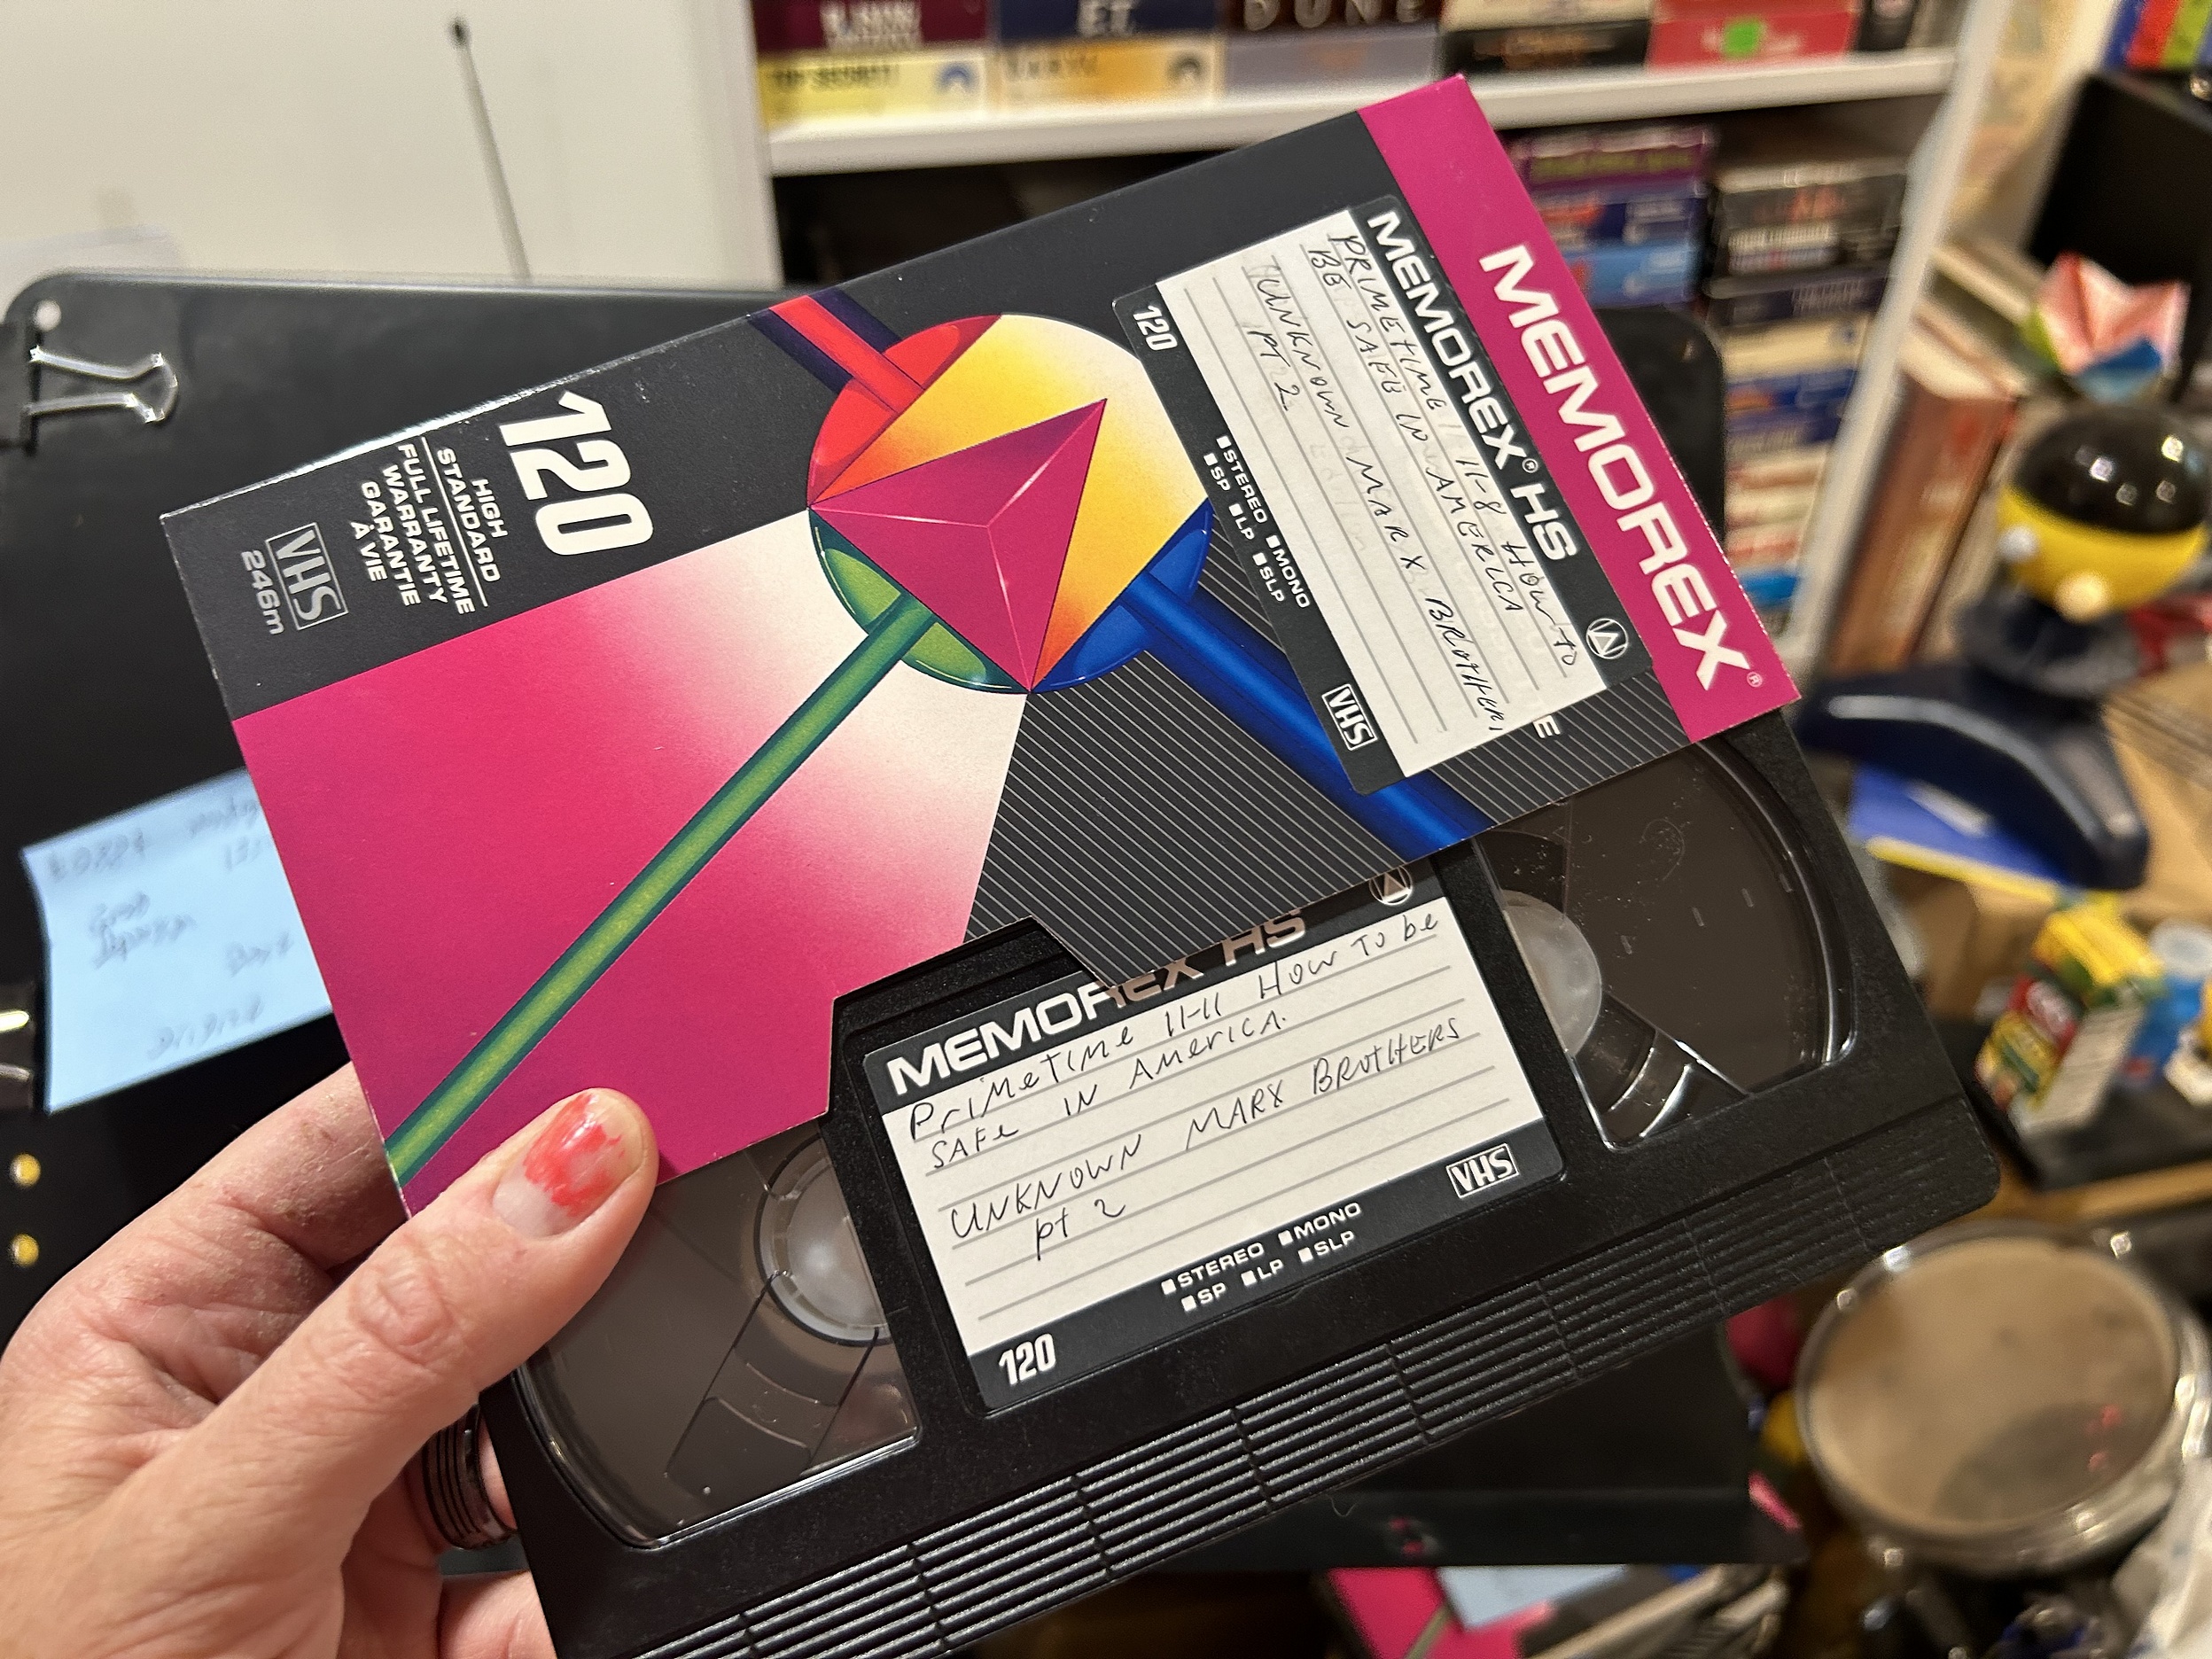 DUNE
MEMOREX
MEMOREX HS
PRIMETIME 11-8 HOW to
BE SAFE IN AMERICA
UNKNOWN MARX BROTHERS
pt 2
STEREO MONO
SP LP SLP
120
VHS
120
HIGH
STANDARD
FULL LIFETIME
WARRANTY
GARANTIE
À VIE
VHS
246m
MEMOREX HS
PrimeTime 11-11 How To be
SAFe IN America.
UNKNOWN MARX BROTHERS
pt 2
STEREO MONO
SP LP SLP
VHS
120